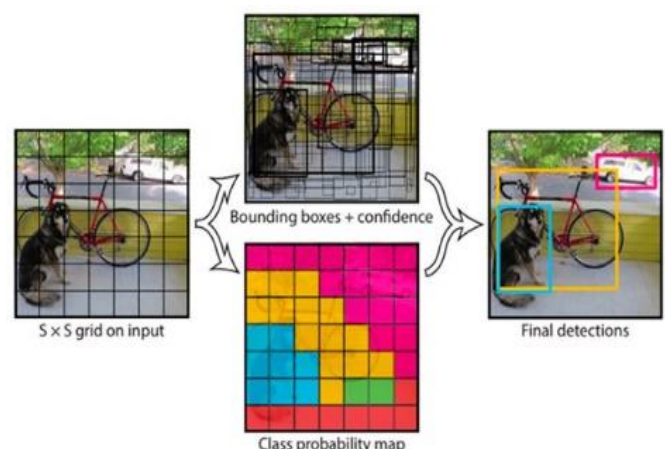 Bounding boxes + confidence
S × S grid on input
Final detections
Class probability map